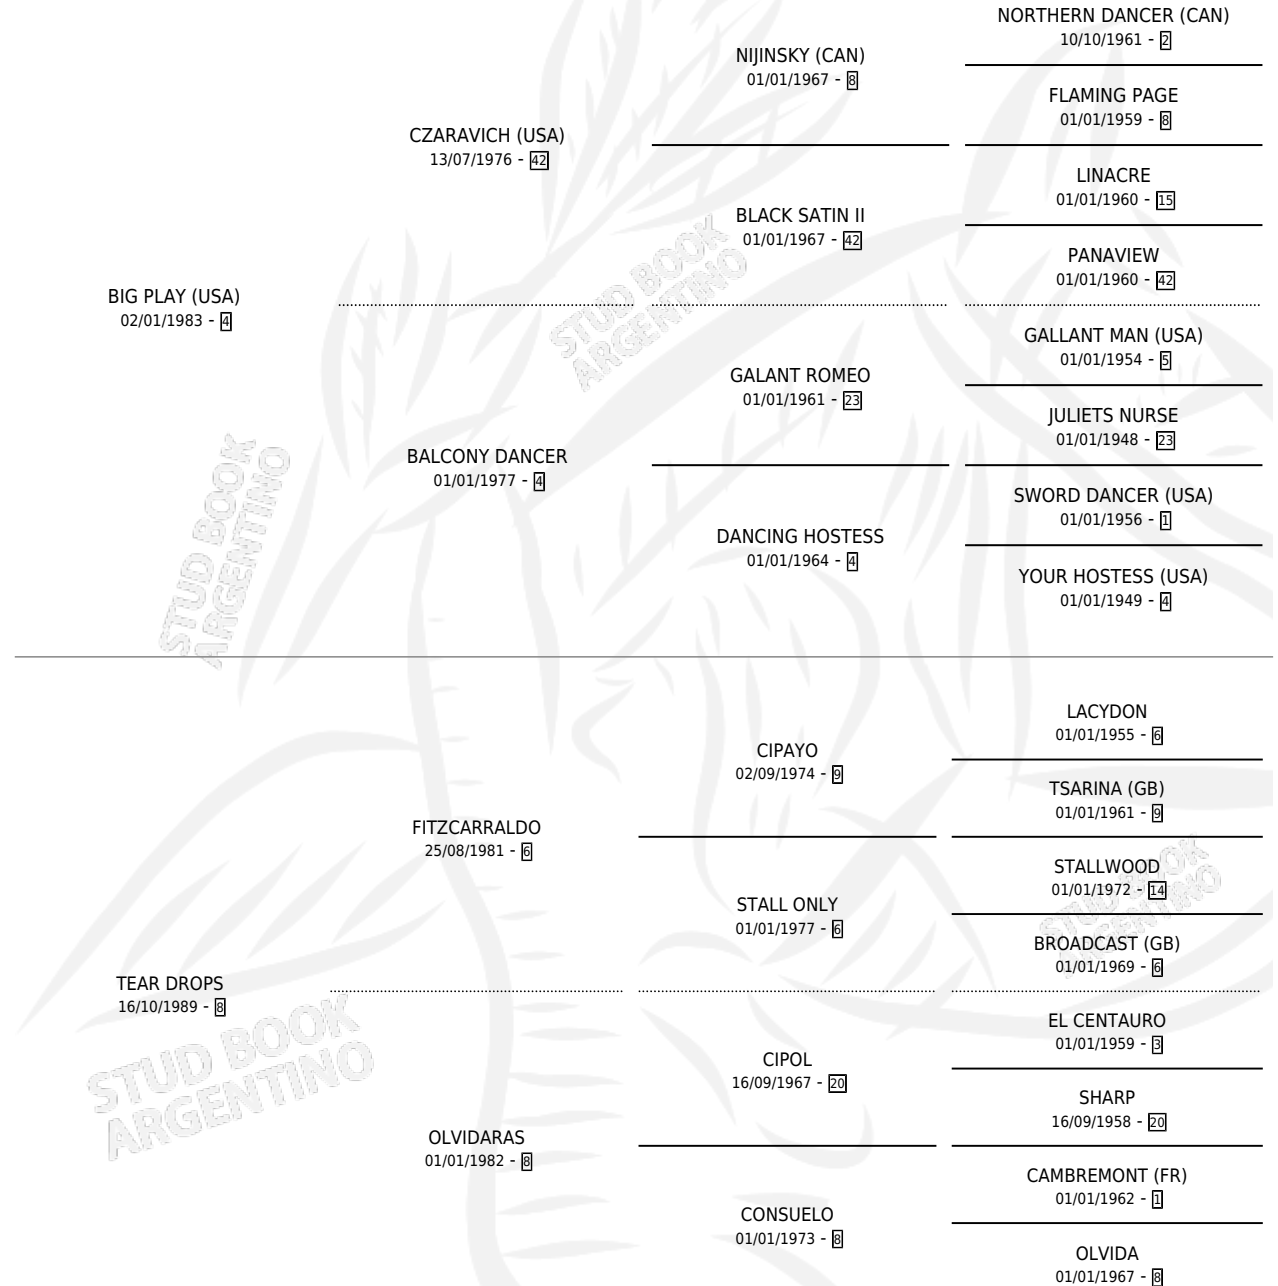 NORTHERN DANCER (CAN)
10/10/1961 - 2
NIJINSKY (CAN)
01/01/1967 - 8
FLAMING PAGE
01/01/1959 - 8
CZARAVICH (USA)
13/07/1976 - 42
LINACRE
01/01/1960 - 15
BLACK SATIN II
01/01/1967 - 42
PANAVIEW
01/01/1960 - 42
BIG PLAY (USA)
02/01/1983 - 4
GALLANT MAN (USA)
01/01/1954 - 5
GALANT ROMEO
01/01/1961 - 23
JULIETS NURSE
01/01/1948 - 23
BALCONY DANCER
01/01/1977 - 4
SWORD DANCER (USA)
01/01/1956 - 1
DANCING HOSTESS
01/01/1964 - 4
YOUR HOSTESS (USA)
01/01/1949 - 4
LACYDON
01/01/1955 - 6
CIPAYO
02/09/1974 - 9
TSARINA (GB)
01/01/1961 - 9
FITZCARRALDO
25/08/1981 - 6
STALLWOOD
01/01/1972 - 14
STALL ONLY
01/01/1977 - 6
BROADCAST (GB)
01/01/1969 - 6
TEAR DROPS
16/10/1989 - 8
EL CENTAURO
01/01/1959 - 3
CIPOL
16/09/1967 - 20
SHARP
16/09/1958 - 20
OLVIDARAS
01/01/1982 - 8
CAMBREMONT (FR)
01/01/1962 - 1
CONSUELO
01/01/1973 - 8
OLVIDA
01/01/1967 - 8
STUD BOOK
ARGENTINO
STUD BOOK
ARGENTINO
STUD BOOK
ARGENTINO
STUD BOOK
ARGENTINO